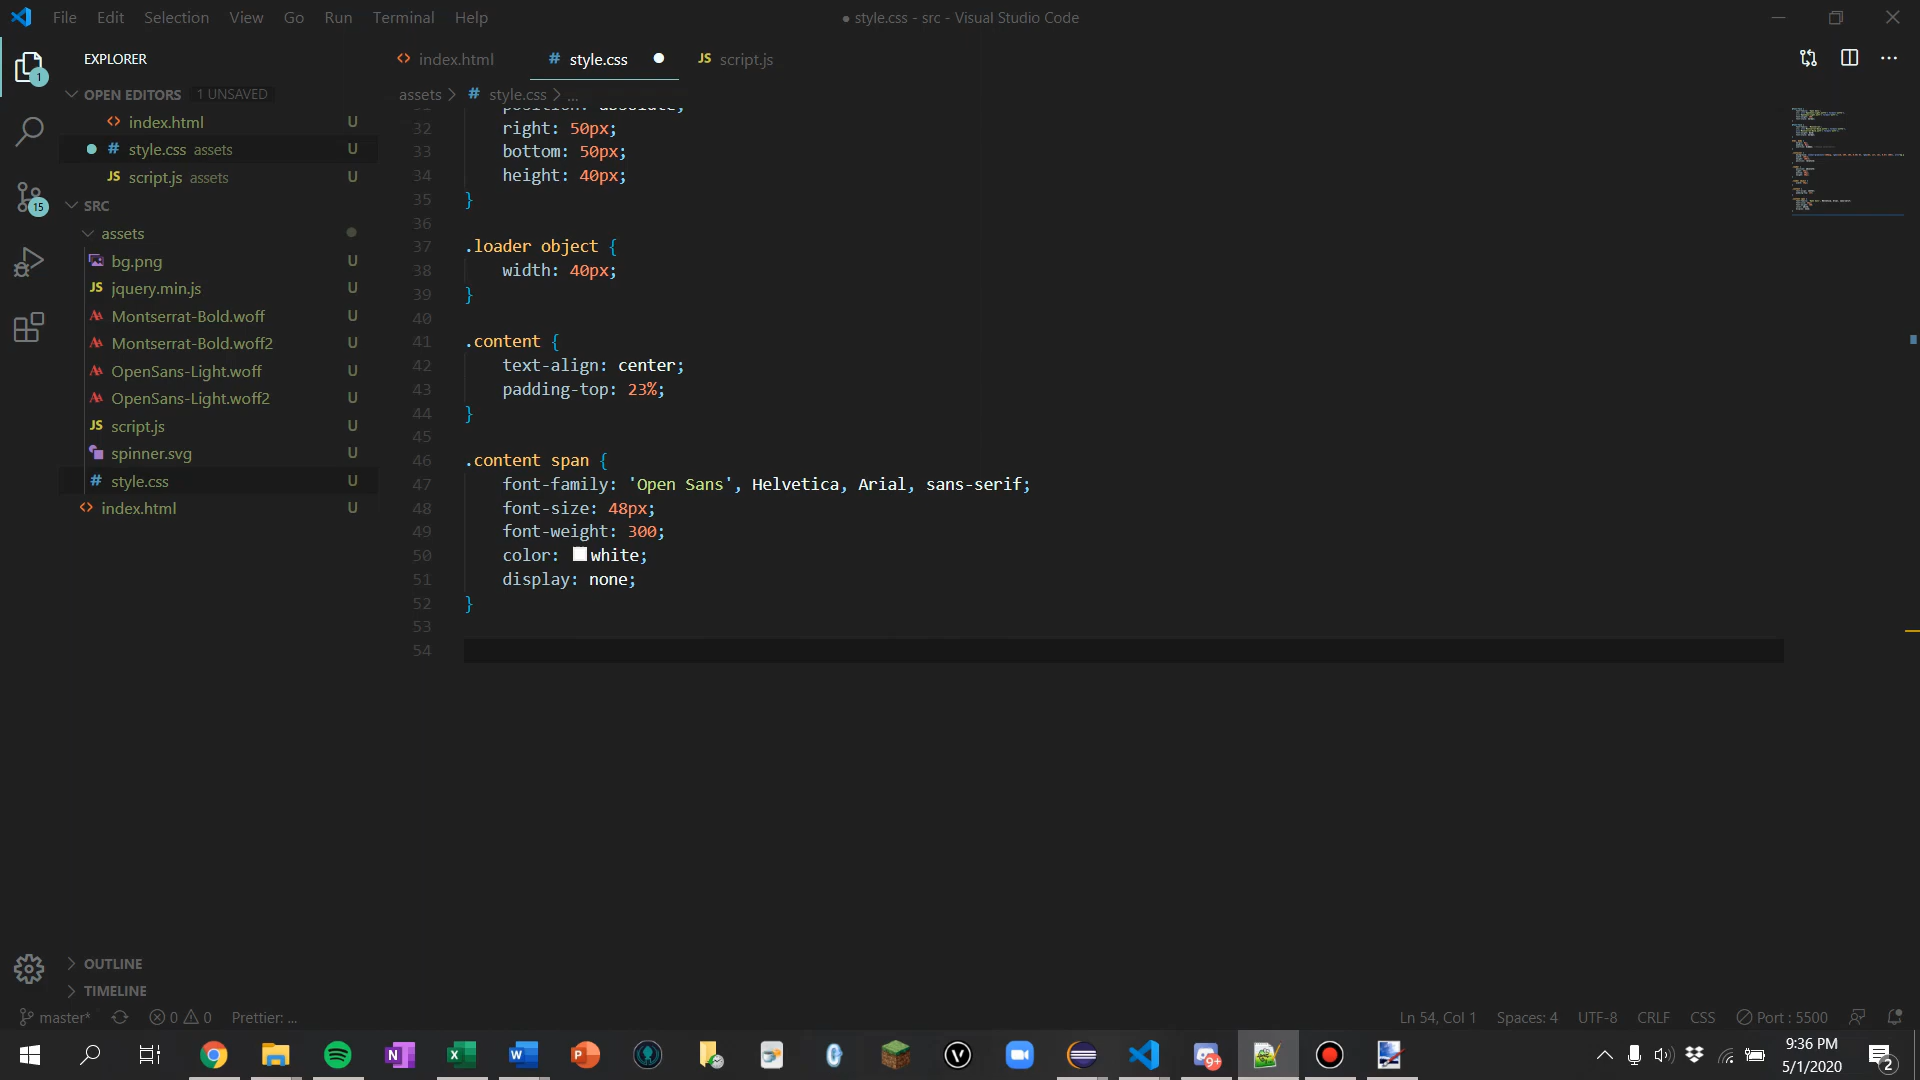 File Edit Selection View Go Run Terminal Help
● style.css - src - Visual Studio Code
EXPLORER
OPEN EDITORS 1 UNSAVED
index.html U
style.css assets U
script.js assets U
SRC
assets
bg.png U
jquery.min.js U
Montserrat-Bold.woff U
Montserrat-Bold.woff2 U
OpenSans-Light.woff U
OpenSans-Light.woff2 U
script.js U
spinner.svg U
style.css U
index.html U
OUTLINE
TIMELINE
1
15
index.html style.css script.js
assets > style.css > ...
31 position: absolute;
32 right: 50px;
33 bottom: 50px;
34 height: 40px;
35 }
36
37 .loader object {
38 width: 40px;
39 }
40
41 .content {
42 text-align: center;
43 padding-top: 23%;
44 }
45
46 .content span {
47 font-family: 'Open Sans', Helvetica, Arial, sans-serif;
48 font-size: 48px;
49 font-weight: 300;
50 color: white;
51 display: none;
52 }
53
54
master* 0 0 Prettier: ...
Ln 54, Col 1 Spaces: 4 UTF-8 CRLF CSS Port : 5500
9+
9:36 PM
5/1/2020
2